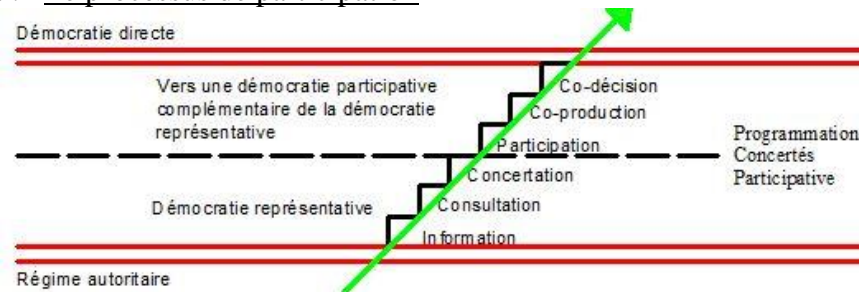 Démocratie directe
Vers une démocratie participative
complémentaire de la démocratie
représentative
Co-décision
Co-production
Participation
Programmation
Concertés
Participative
Concertation
Démocratie représentative
Consultation
Information
Régime autoritaire